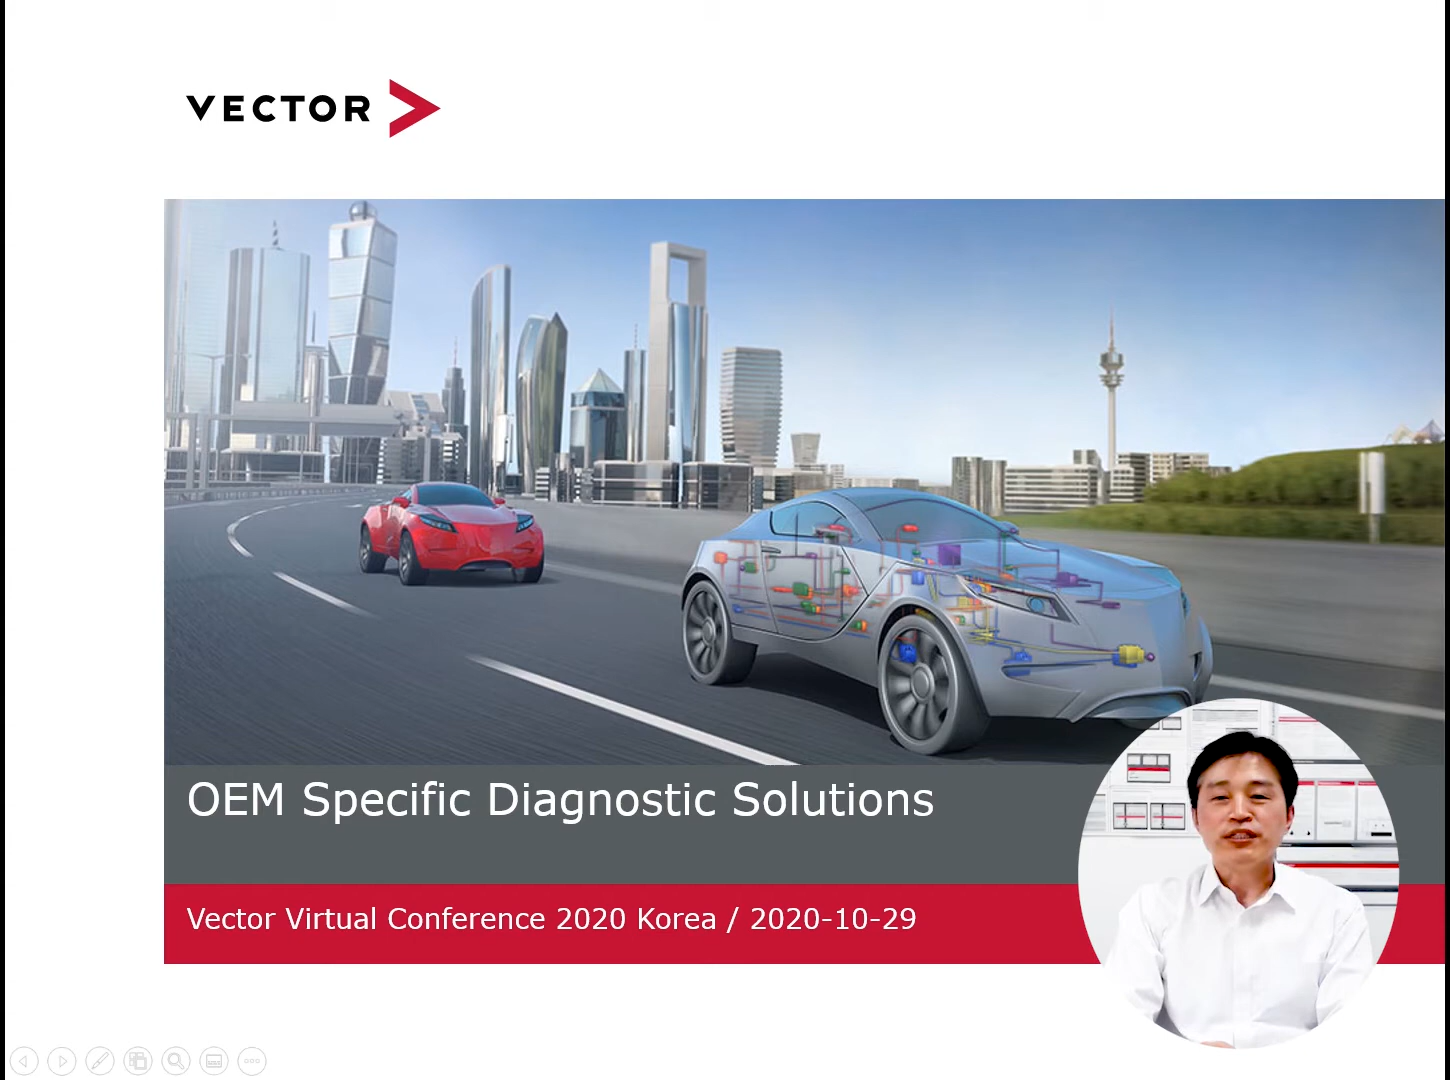 VECTOR
OEM Specific Diagnostic Solutions
Vector Virtual Conference 2020 Korea / 2020-10-29